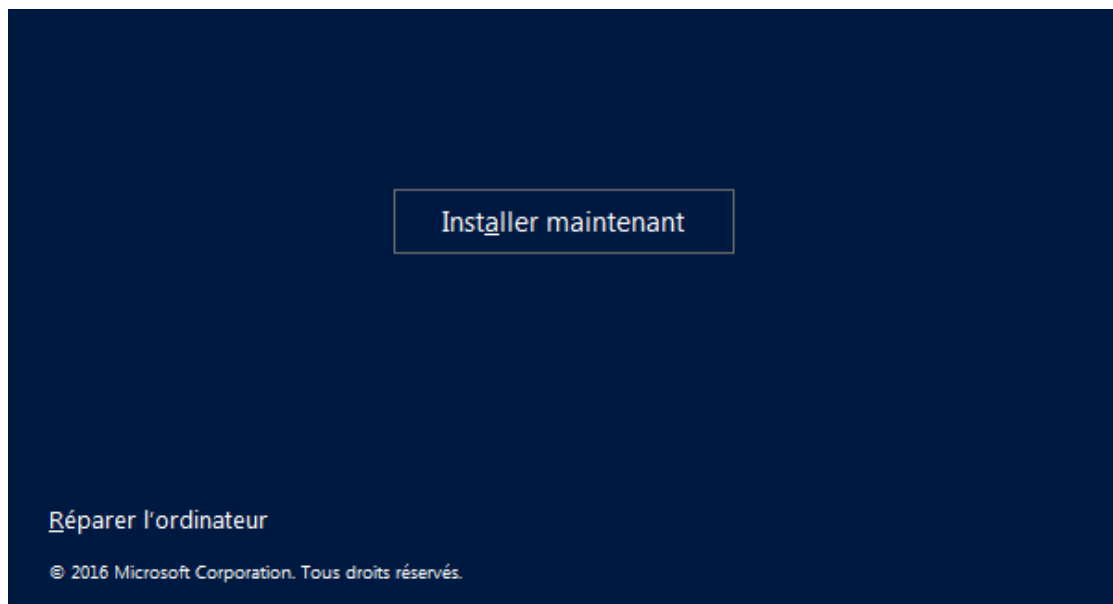 Installer maintenant
Réparer l'ordinateur
© 2016 Microsoft Corporation. Tous droits réservés.